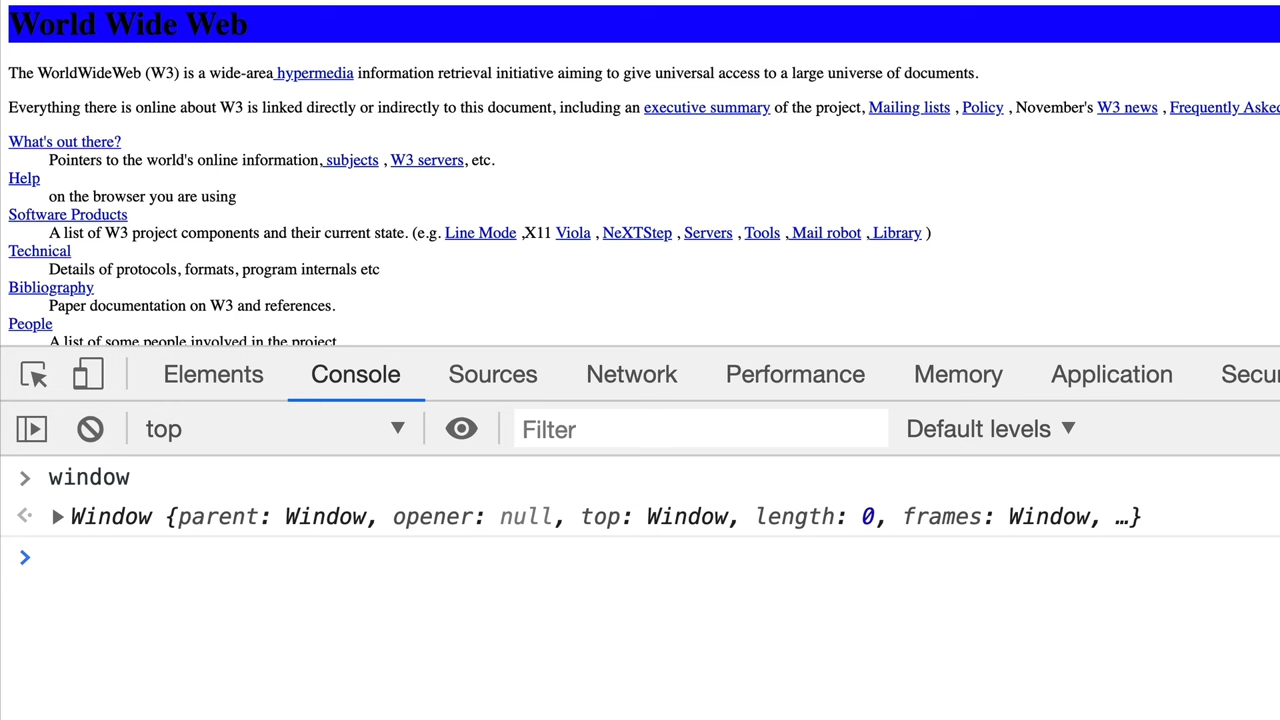 World Wide Web
The WorldWideWeb (W3) is a wide-area hypermedia information retrieval initiative aiming to give universal access to a large universe of documents.
Everything there is online about W3 is linked directly or indirectly to this document, including an executive summary of the project, Mailing lists , Policy , November's W3 news , Frequently Asked
What's out there?
Pointers to the world's online information, subjects , W3 servers, etc.
Help
on the browser you are using
Software Products
A list of W3 project components and their current state. (e.g. Line Mode ,X11 Viola , NeXTStep , Servers , Tools , Mail robot , Library )
Technical
Details of protocols, formats, program internals etc
Bibliography
Paper documentation on W3 and references.
People
A list of some people involved in the project
Elements Console Sources Network Performance Memory Application Secu
top Filter Default levels ▼
> window
Window {parent: Window, opener: null, top: Window, length: 0, frames: Window, …}
>